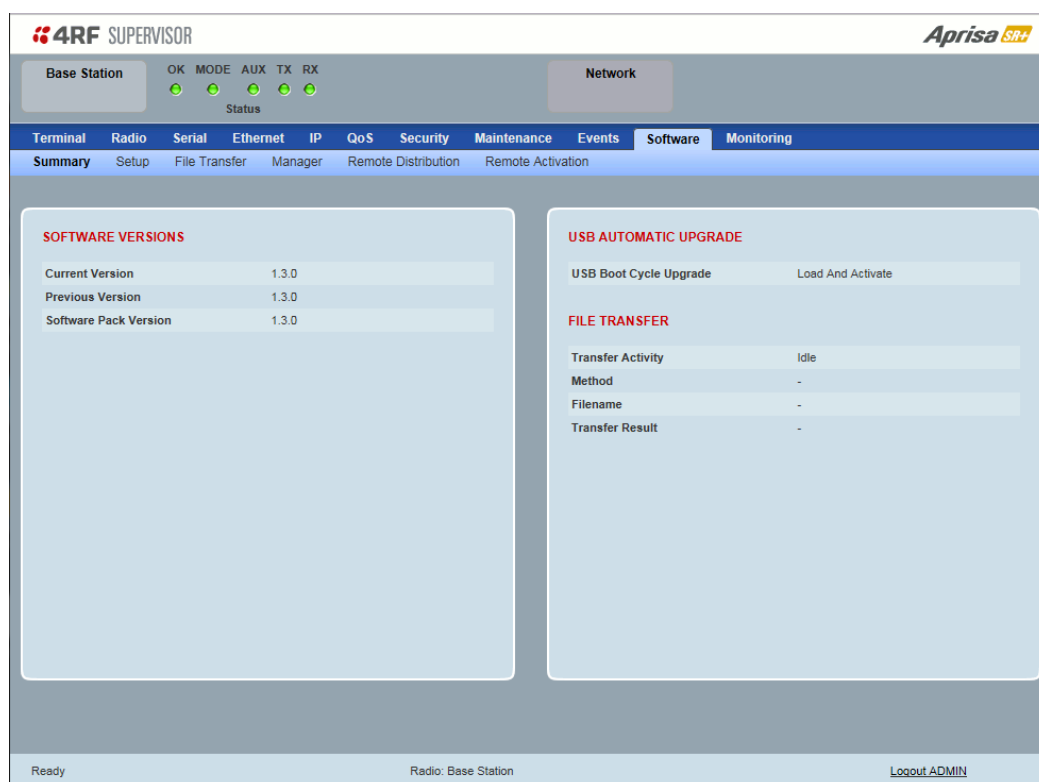 4RF SUPERVISOR
Aprisa SR+
Base Station
OK MODE AUX TX RX
Status
Network
Terminal Radio Serial Ethernet IP QoS Security Maintenance Events Software Monitoring
Summary Setup File Transfer Manager Remote Distribution Remote Activation
SOFTWARE VERSIONS
Current Version 1.3.0
Previous Version 1.3.0
Software Pack Version 1.3.0
USB AUTOMATIC UPGRADE
USB Boot Cycle Upgrade Load And Activate
FILE TRANSFER
Transfer Activity Idle
Method -
Filename -
Transfer Result -
Ready
Radio: Base Station
Logout ADMIN